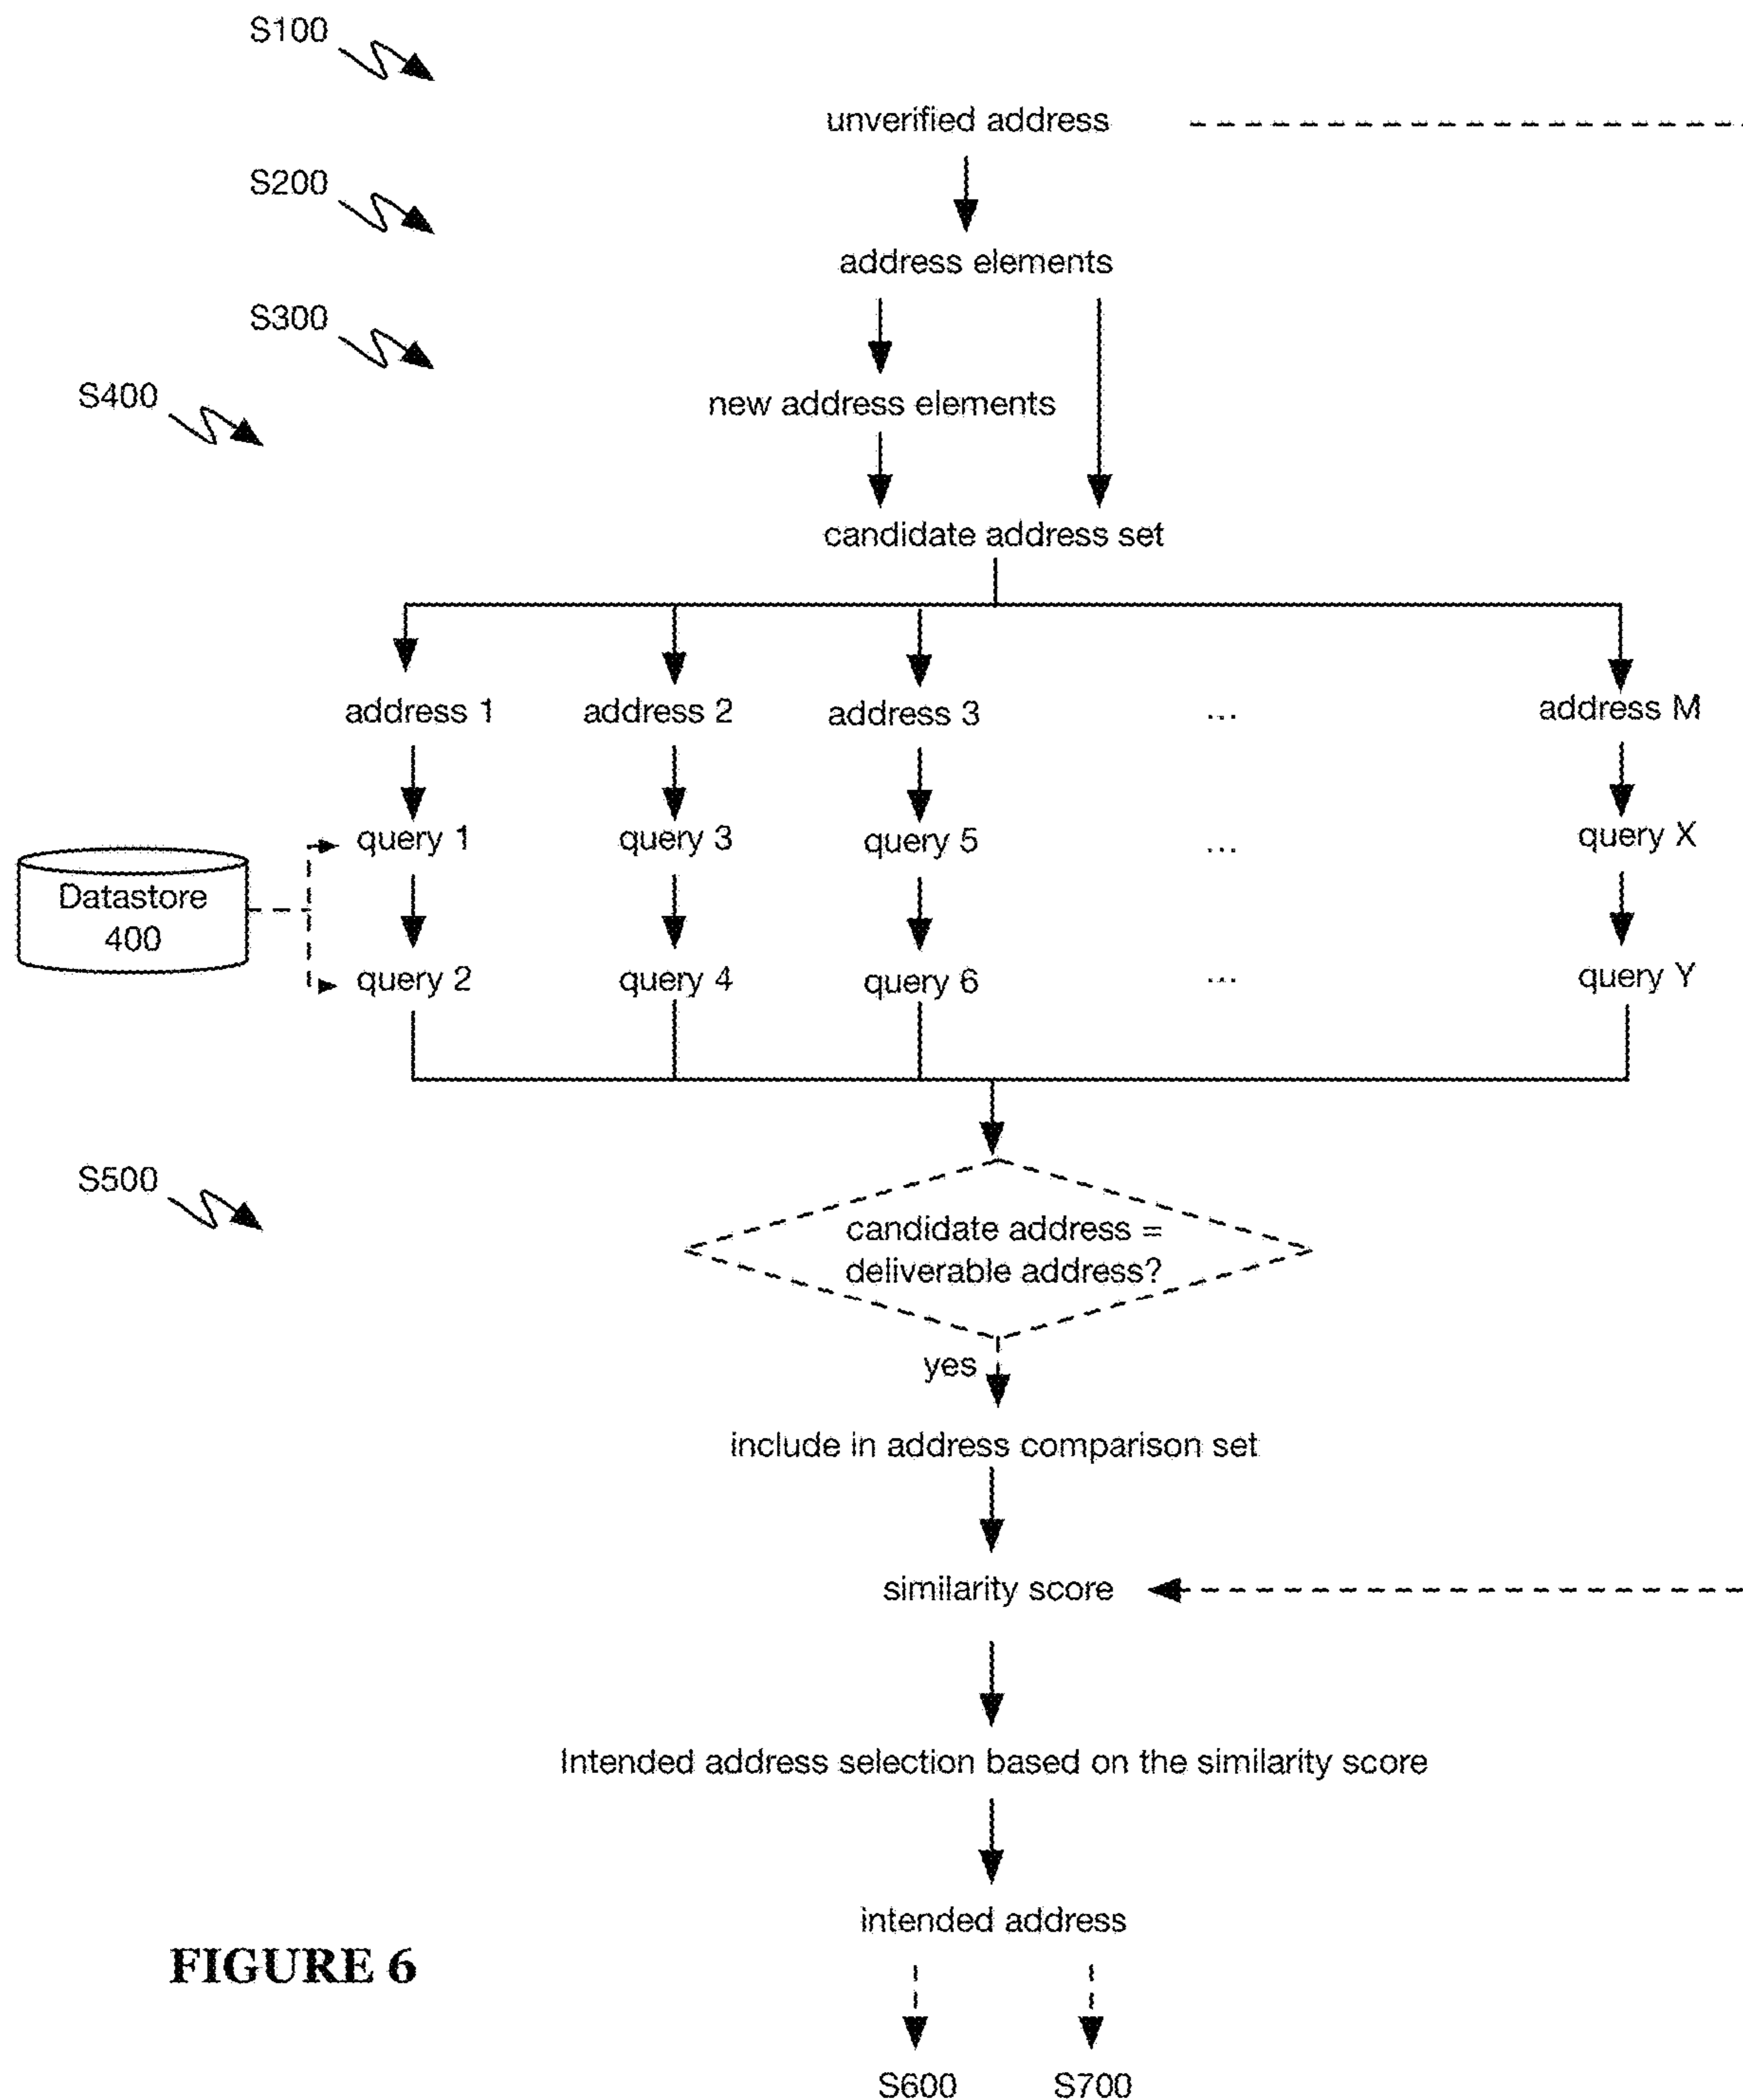 S100
unverified address
S200
address elements
S300
S400
new address elements
candidate address set
address 1
address 2
address 3
...
address M
query 1
query 3
query 5
...
query X
Datastore
400
query 2
query 4
query 6
...
query Y
S500
candidate address =
deliverable address?
yes
include in address comparison set
similarity score
Intended address selection based on the similarity score
intended address
FIGURE 6
S600
S700